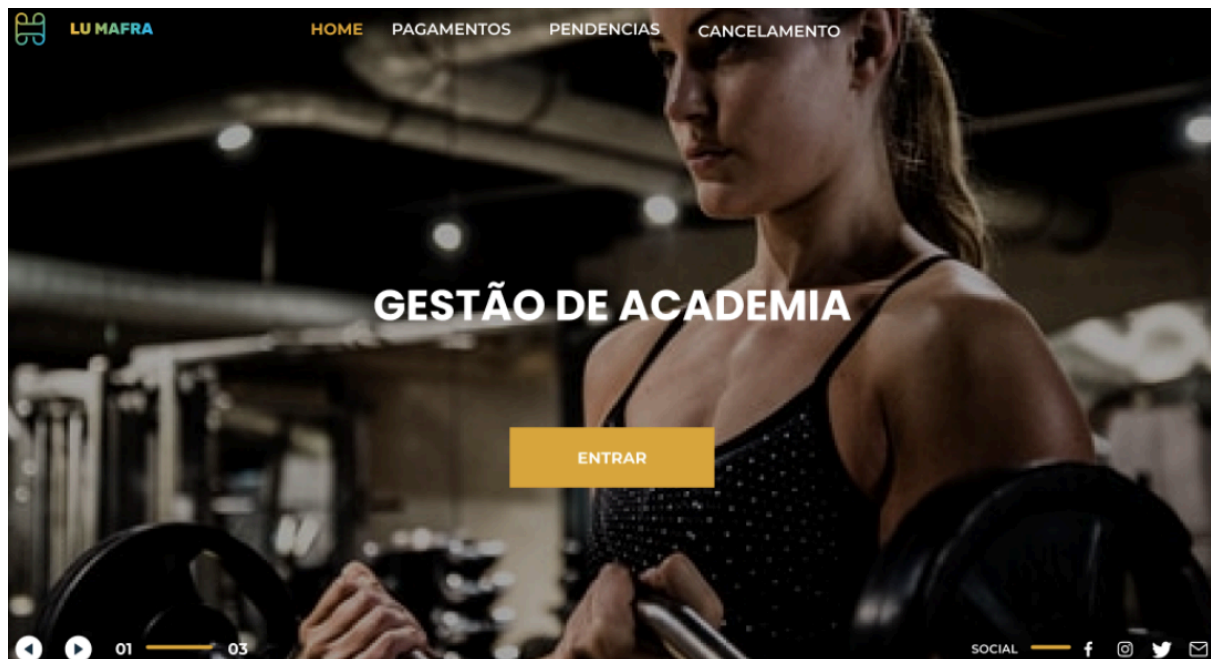 LU MAFRA
HOME PAGAMENTOS PENDENCIAS CANCELAMENTO
GESTÃO DE ACADEMIA
ENTRAR
01 03
SOCIAL